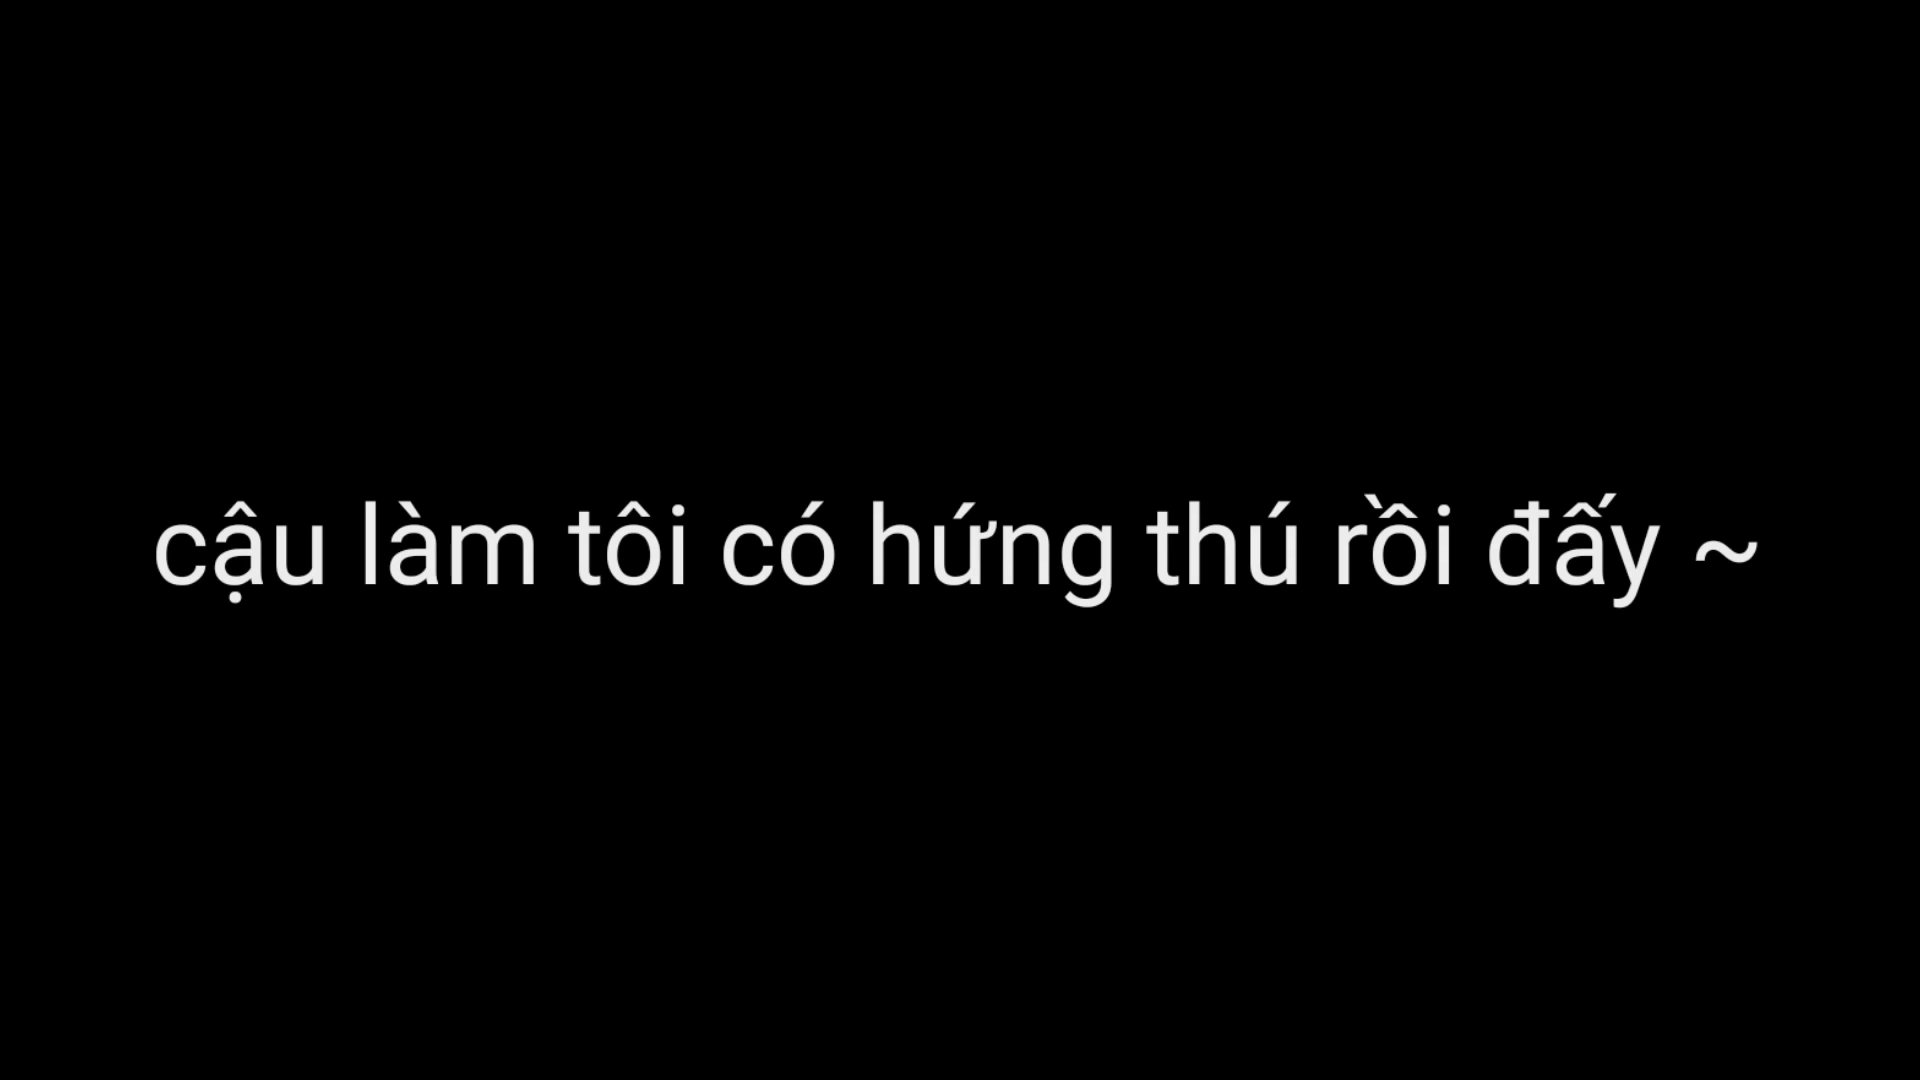 cậu làm tôi có hứng thú rồi đấy ~